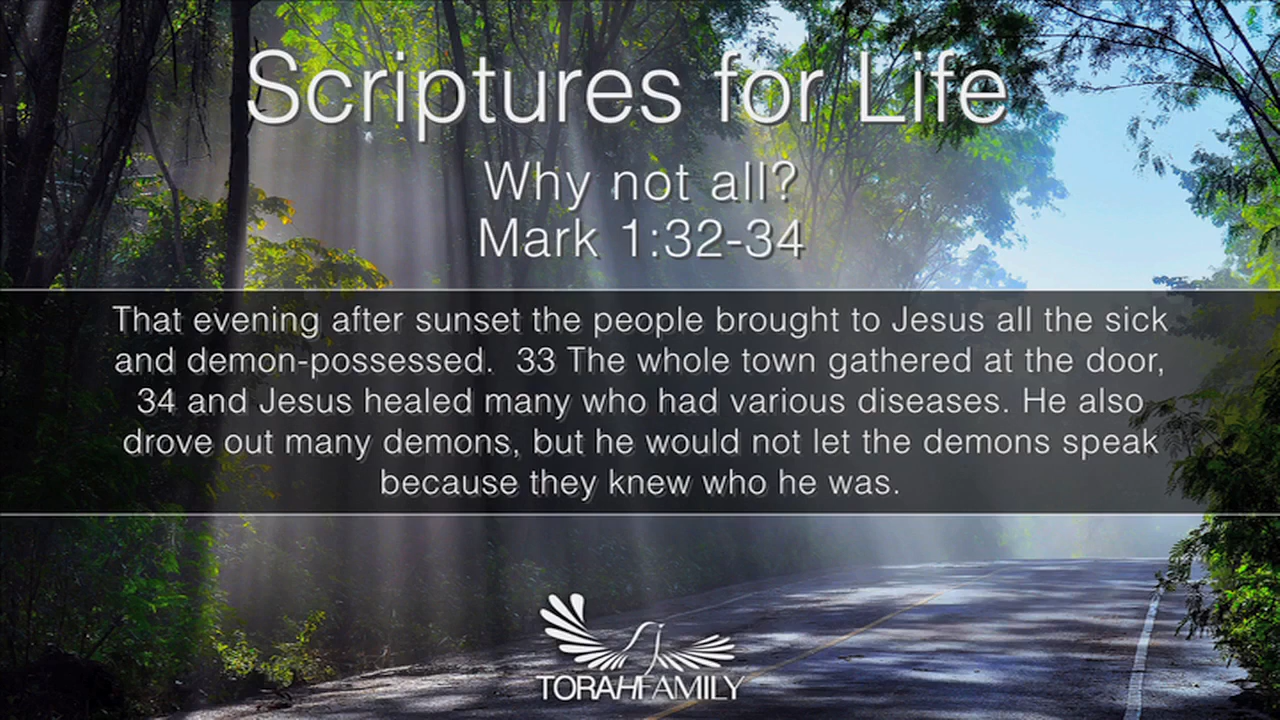 Scriptures for Life
Why not all?
Mark 1:32-34
That evening after sunset the people brought to Jesus all the sick
and demon-possessed.  33 The whole town gathered at the door,
34 and Jesus healed many who had various diseases. He also
drove out many demons, but he would not let the demons speak
because they knew who he was.
TORAHFAMILY